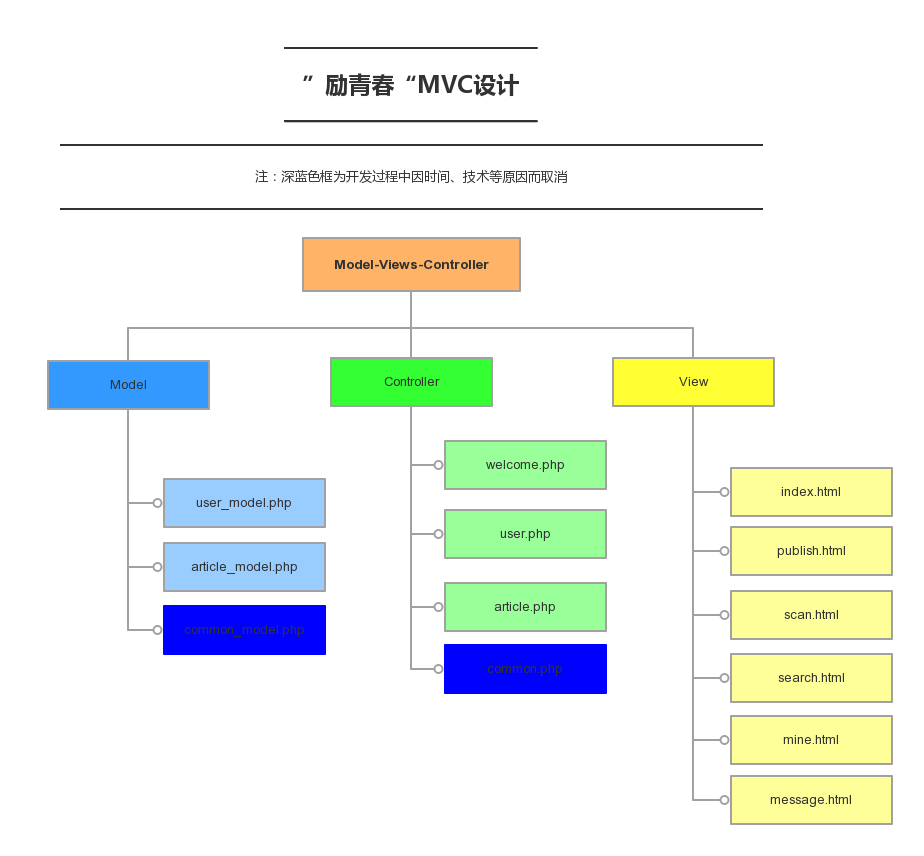 ”励青春“MVC设计
注：深蓝色框为开发过程中因时间、技术等原因而取消
Model-Views-Controller
Model
Controller
View
user_model.php
article_model.php
common_model.php
welcome.php
user.php
article.php
common.php
index.html
publish.html
scan.html
search.html
mine.html
message.html